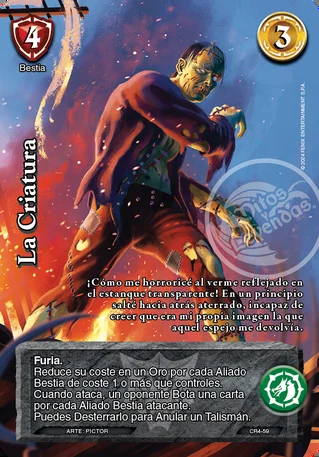 4
3
Bestia
© 2024 FENIX ENTERTAINMENT S.P.A.
La Criatura
¡Cómo me horroricé al verme reflejado en
el estanque transparente! En un principio
salté hacia atrás aterrado, incapaz de
creer que era mi propia imagen la que
aquel espejo me devolvía.
Furia.
Reduce su coste en un Oro por cada Aliado
Bestia de coste 1 o más que controles.
Cuando ataca, un oponente Bota una carta
por cada Aliado Bestia atacante.
Puedes Desterrarlo para Anular un Talismán.
ARTE: PICTOR
CR4-59